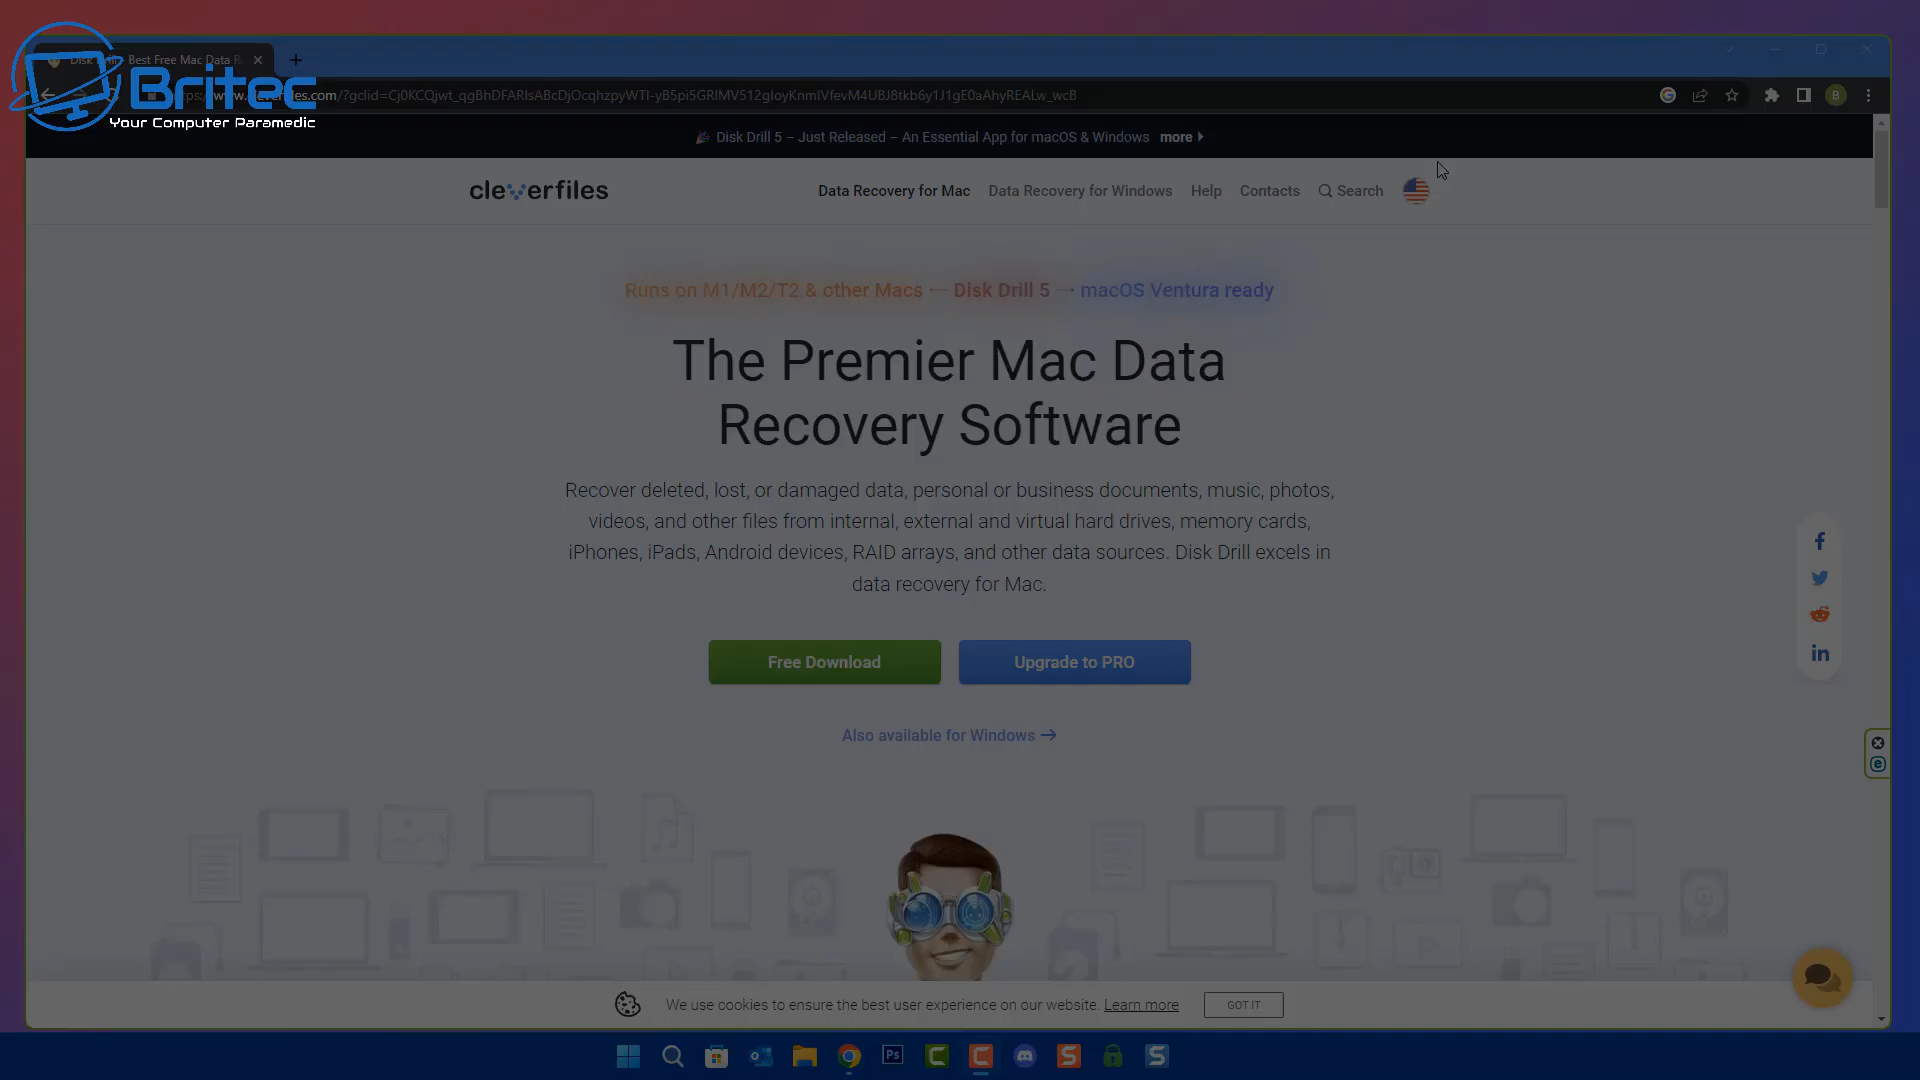 Best Free Mac Data R
Britec
Your Computer Paramedic
.com/?gclid=Cj0KCQjwt_qgBhDFARIsABcDjOcqhzpyWTI-yB5pi5GRIMV512gIoyKnmIVfevM4UBJ8tkb6y1J1gE0aAhyREALw_wcB
B
Disk Drill 5 – Just Released – An Essential App for macOS & Windows more
cleverfiles
Data Recovery for Mac Data Recovery for Windows Help Contacts Search
Runs on M1/M2/T2 & other Macs ← Disk Drill 5 → macOS Ventura ready
The Premier Mac Data
Recovery Software
Recover deleted, lost, or damaged data, personal or business documents, music, photos,
videos, and other files from internal, external and virtual hard drives, memory cards,
iPhones, iPads, Android devices, RAID arrays, and other data sources. Disk Drill excels in
data recovery for Mac.
Free Download Upgrade to PRO
Also available for Windows →
We use cookies to ensure the best user experience on our website. Learn more GOT IT
Ps